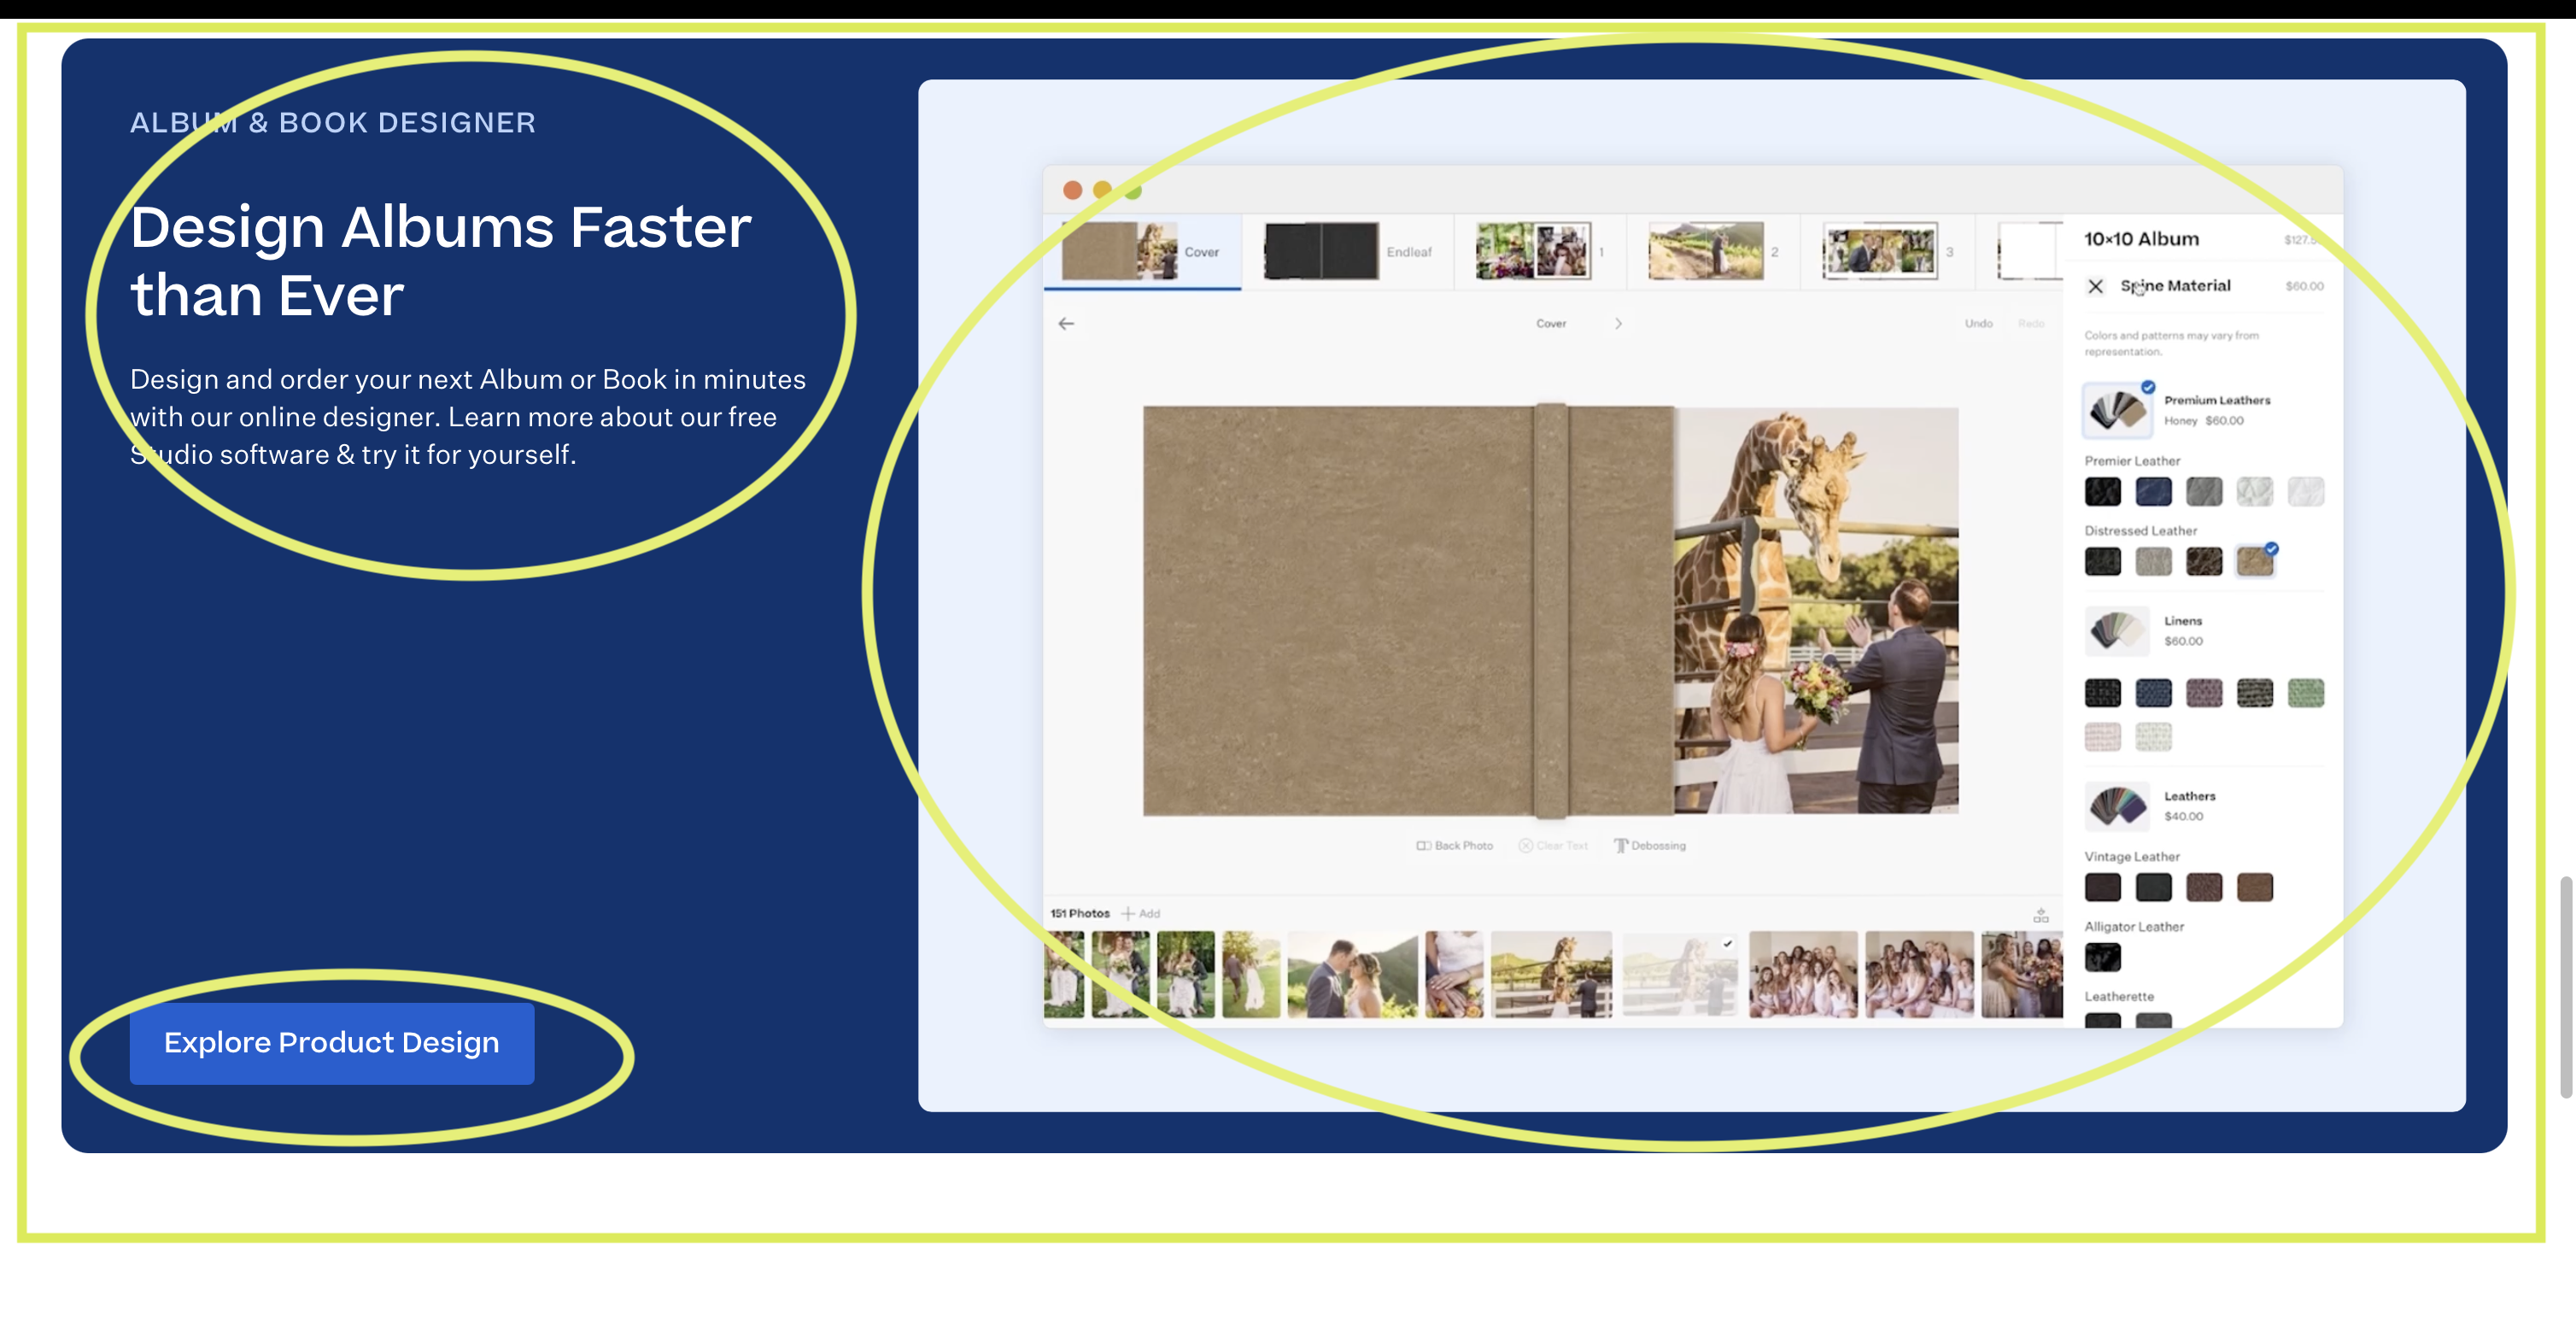 ALBUM & BOOK DESIGNER
Design Albums Faster
than Ever
Design and order your next Album or Book in minutes
with our online designer. Learn more about our free
Studio software & try it for yourself.
Explore Product Design
Cover
Endleaf
1
2
3
Cover
Undo
Redo
Back Photo
Clear Text
Debossing
151 Photos
Add
10×10 Album
Spine Material $60.00
Colors and patterns may vary from
representation.
Premium Leathers
Honey $60.00
Premier Leather
Distressed Leather
Linens
$60.00
Leathers
$40.00
Vintage Leather
Alligator Leather
Leatherette